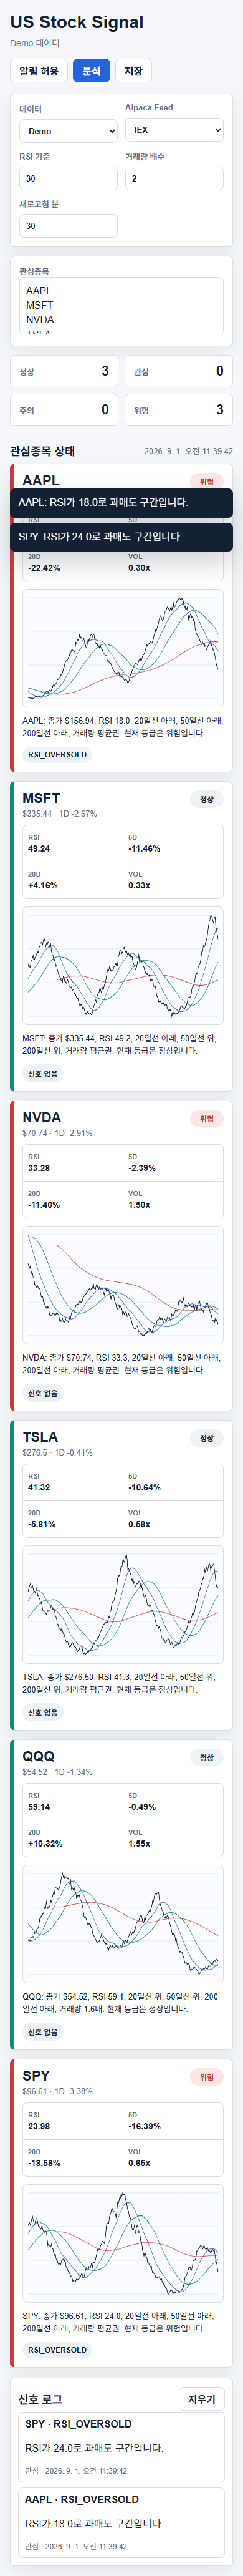 US Stock Signal
Demo 데이터
알림 허용
분석
저장
데이터
Alpaca Feed
Demo
IEX
RSI 기준
거래량 배수
30
2
새로고침 분
30
관심종목
AAPL
MSFT
NVDA
TSLA
정상 3
관심 0
주의 0
위험 3
관심종목 상태
2026. 9. 1. 오전 11:39:42
AAPL
위험
AAPL: RSI가 18.0로 과매도 구간입니다.
RSI
SPY: RSI가 24.0로 과매도 구간입니다.
20D
VOL
-22.42%
0.30x
AAPL: 종가 $156.94, RSI 18.0, 20일선 아래, 50일선 아래,
200일선 아래, 거래량 평균권. 현재 등급은 위험입니다.
RSI_OVERSOLD
MSFT
정상
$335.44 · 1D -2.67%
RSI
5D
49.24
-11.46%
20D
VOL
+4.16%
0.33x
MSFT: 종가 $335.44, RSI 49.2, 20일선 아래, 50일선 위,
200일선 위, 거래량 평균권. 현재 등급은 정상입니다.
신호 없음
NVDA
위험
$70.74 · 1D -2.91%
RSI
5D
33.28
-2.39%
20D
VOL
-11.40%
1.50x
NVDA: 종가 $70.74, RSI 33.3, 20일선 아래, 50일선 아래,
200일선 아래, 거래량 평균권. 현재 등급은 위험입니다.
신호 없음
TSLA
정상
$276.5 · 1D -0.41%
RSI
5D
41.32
-10.64%
20D
VOL
-5.81%
0.58x
TSLA: 종가 $276.50, RSI 41.3, 20일선 아래, 50일선 위,
200일선 위, 거래량 평균권. 현재 등급은 정상입니다.
신호 없음
QQQ
정상
$54.52 · 1D -1.34%
RSI
5D
59.14
-0.49%
20D
VOL
+10.32%
1.55x
QQQ: 종가 $54.52, RSI 59.1, 20일선 위, 50일선 위, 200
일선 아래, 거래량 1.6배. 현재 등급은 정상입니다.
신호 없음
SPY
위험
$96.61 · 1D -3.38%
RSI
5D
23.98
-16.39%
20D
VOL
-18.58%
0.65x
SPY: 종가 $96.61, RSI 24.0, 20일선 아래, 50일선 아래,
200일선 아래, 거래량 평균권. 현재 등급은 위험입니다.
RSI_OVERSOLD
신호 로그
지우기
SPY · RSI_OVERSOLD
RSI가 24.0로 과매도 구간입니다.
관심 · 2026. 9. 1. 오전 11:39:42
AAPL · RSI_OVERSOLD
RSI가 18.0로 과매도 구간입니다.
관심 · 2026. 9. 1. 오전 11:39:42